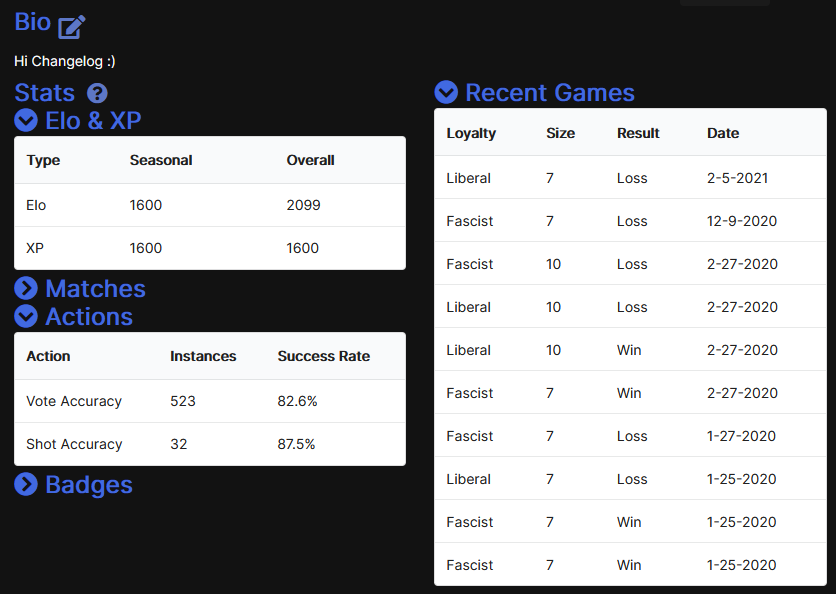 Bio
Hi Changelog :)
Stats
Elo & XP
Type Seasonal Overall
Elo 1600 2099
XP 1600 1600
Matches
Actions
Action Instances Success Rate
Vote Accuracy 523 82.6%
Shot Accuracy 32 87.5%
Badges
Recent Games
Loyalty Size Result Date
Liberal 7 Loss 2-5-2021
Fascist 7 Loss 12-9-2020
Fascist 10 Loss 2-27-2020
Liberal 10 Loss 2-27-2020
Liberal 10 Win 2-27-2020
Fascist 7 Win 2-27-2020
Fascist 7 Loss 1-27-2020
Liberal 7 Loss 1-25-2020
Fascist 7 Win 1-25-2020
Fascist 7 Win 1-25-2020